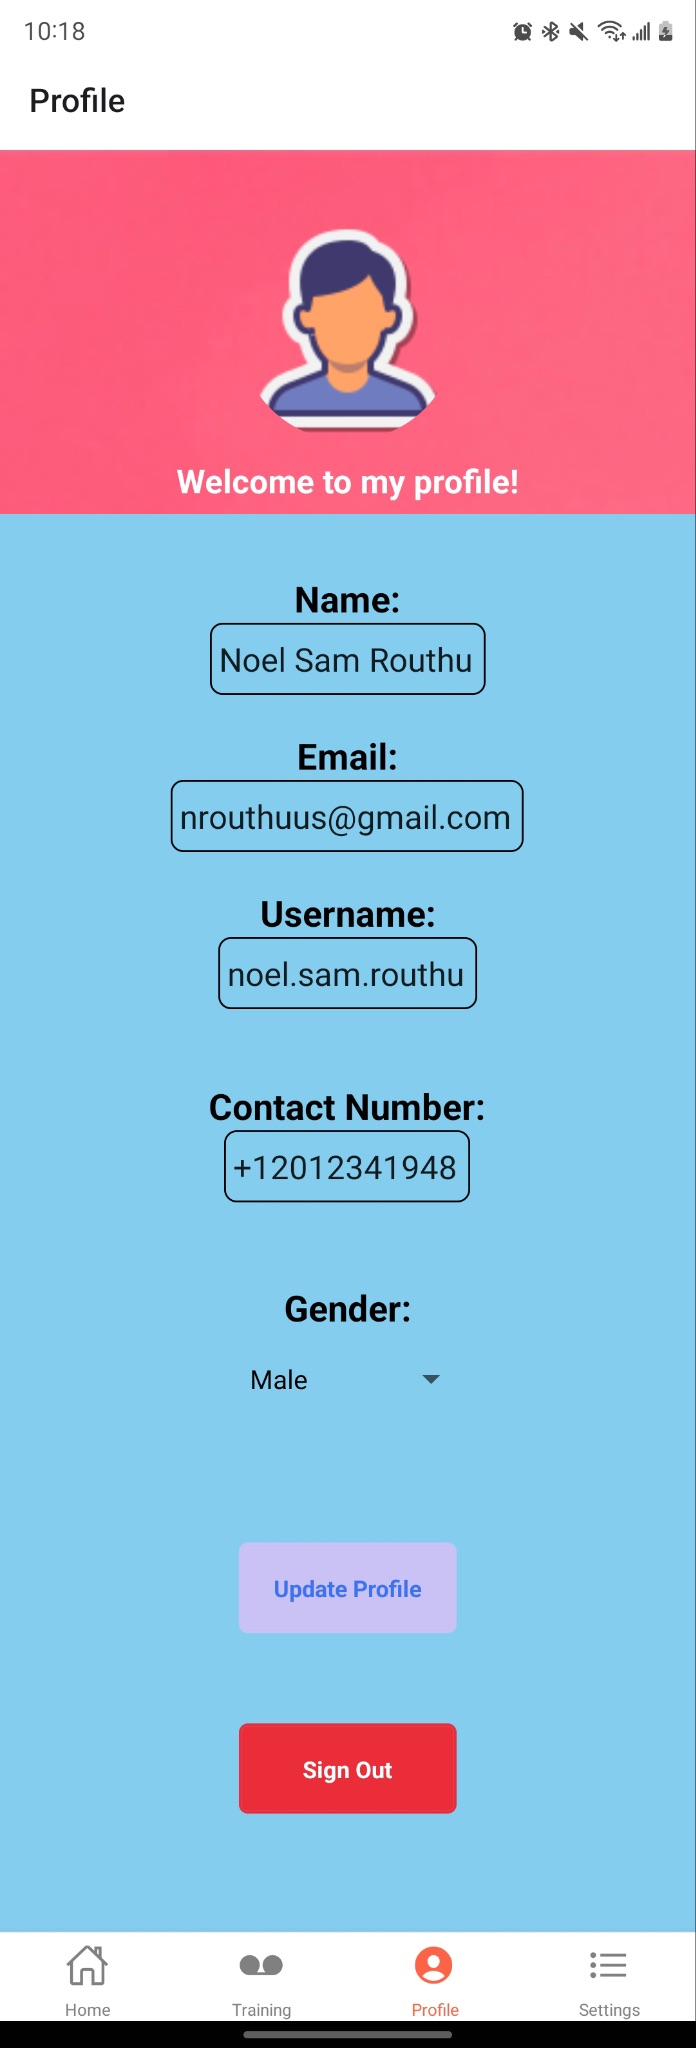 10:18
Profile
Welcome to my profile!
Name:
Noel Sam Routhu
Email:
nrouthuus@gmail.com
Username:
noel.sam.routhu
Contact Number:
+12012341948
Gender:
Male
Update Profile
Sign Out
Home
Training
Profile
Settings